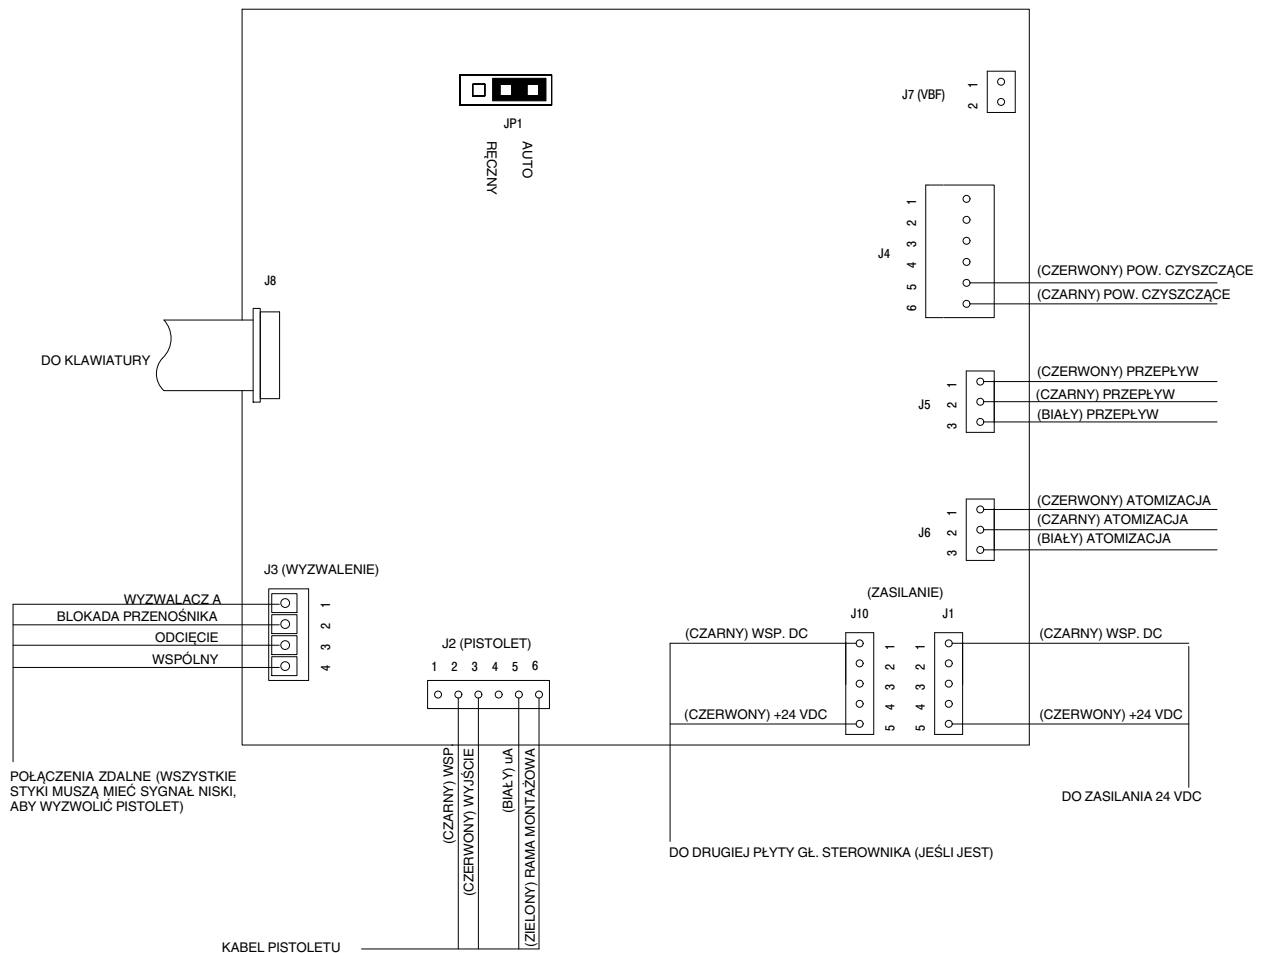 JP1
RĘCZNY
AUTO
J7 (VBF)
1
2
J4
1
2
3
4
5
6
(CZERWONY) POW. CZYSZCZĄCE
(CZARNY) POW. CZYSZCZĄCE
J8
DO KLAWIATURY
J5
1
2
3
(CZERWONY) PRZEPŁYW
(CZARNY) PRZEPŁYW
(BIAŁY) PRZEPŁYW
J6
1
2
3
(CZERWONY) ATOMIZACJA
(CZARNY) ATOMIZACJA
(BIAŁY) ATOMIZACJA
J3 (WYZWALENIE)
WYZWALACZ A
BLOKADA PRZENOŚNIKA
ODCIĘCIE
WSPÓLNY
1
2
3
4
POŁĄCZENIA ZDALNE (WSZYSTKIE
STYKI MUSZĄ MIEĆ SYGNAŁ NISKI,
ABY WYZWOLIĆ PISTOLET)
J2 (PISTOLET)
1 2 3 4 5 6
(CZARNY) WSP.
(CZERWONY) WYJŚCIE
(BIAŁY) uA
(ZIELONY) RAMA MONTAŻOWA
KABEL PISTOLETU
(ZASILANIE)
J10
J1
(CZARNY) WSP. DC
(CZERWONY) +24 VDC
1
2
3
4
5
1
2
3
4
5
(CZARNY) WSP. DC
(CZERWONY) +24 VDC
DO ZASILANIA 24 VDC
DO DRUGIEJ PŁYTY GŁ. STEROWNIKA (JEŚLI JEST)